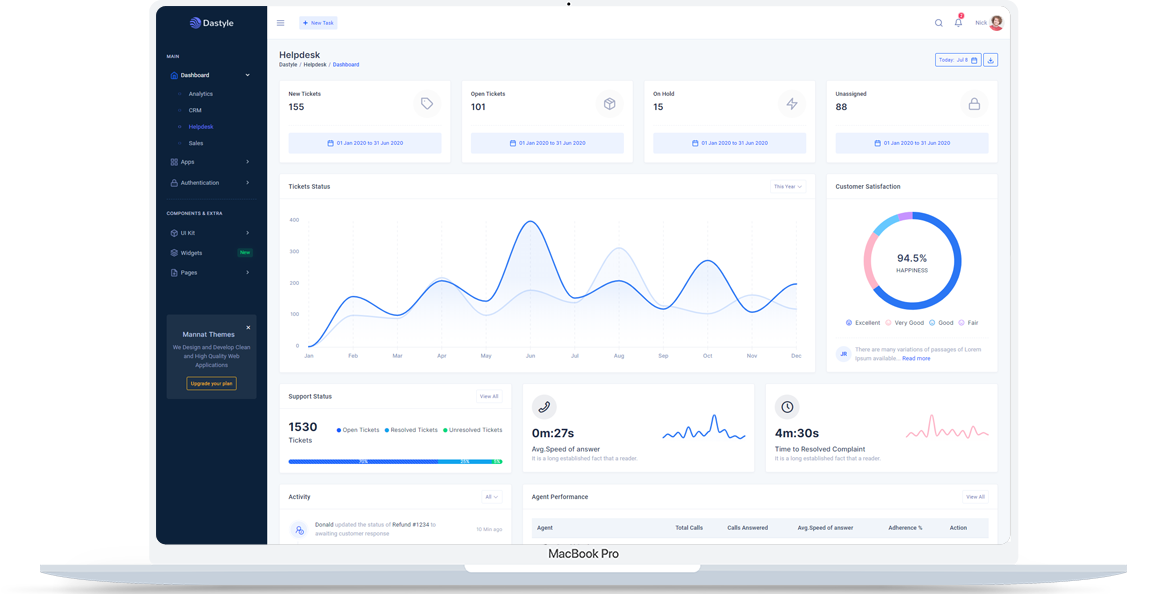 Dastyle
+ New Task
2
Nick
MAIN
Dashboard
Analytics
CRM
Helpdesk
Sales
Apps
Authentication
COMPONENTS & EXTRA
UI Kit
Widgets New
Pages
×
Mannat Themes
We Design and Develop Clean
and High Quality Web
Applications
Upgrade your plan
Helpdesk
Dastyle / Helpdesk / Dashboard
Today: Jul 8
New Tickets
155
01 Jan 2020 to 31 Jun 2020
Open Tickets
101
01 Jan 2020 to 31 Jun 2020
On Hold
15
01 Jan 2020 to 31 Jun 2020
Unassigned
88
01 Jan 2020 to 31 Jun 2020
Tickets Status
This Year
400
300
200
100
0
Jan Feb Mar Apr May Jun Jul Aug Sep Oct Nov Dec
Customer Satisfaction
94.5%
HAPPINESS
Excellent Very Good Good Fair
JR
There are many variations of passages of Lorem
ipsum available... Read more
Support Status
View All
1530
Tickets
Open Tickets Resolved Tickets Unresolved Tickets
70%
0m:27s
Avg.Speed of answer
It is a long established fact that a reader.
4m:30s
Time to Resolved Complaint
It is a long established fact that a reader.
Activity
All
Donald updated the status of Refund #1234 to
awaiting customer response
10 Min ago
Agent Performance
View All
Agent Total Calls Calls Answered Avg.Speed of answer Adherence % Action
MacBook Pro